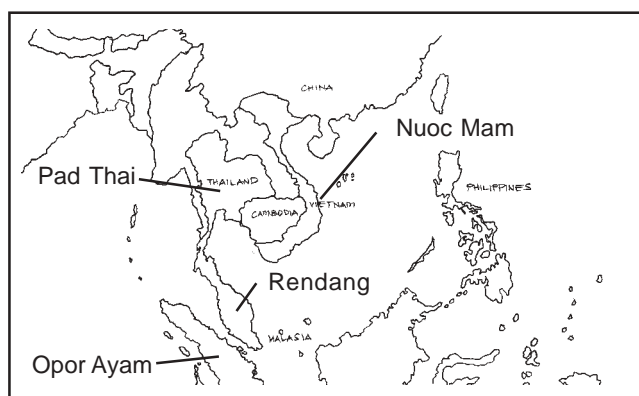 CHINA
Nuoc Mam
Pad Thai
THAILAND
PHILIPPINES
VIETNAM
CAMBODIA
Rendang
MALASIA
Opor Ayam